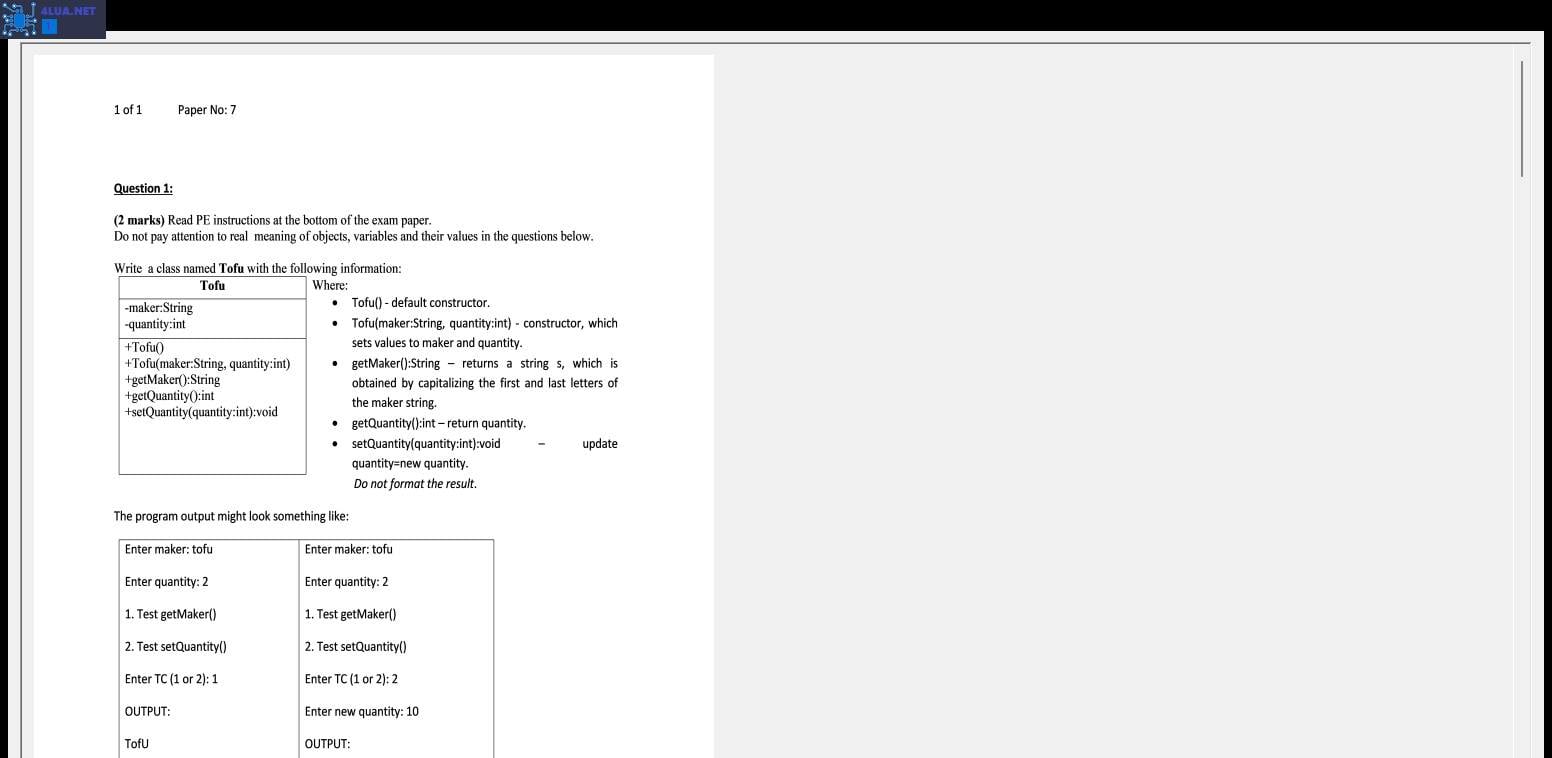 4LUA.NET
1 of 1 Paper No: 7
Question 1:
(2 marks) Read PE instructions at the bottom of the exam paper.
Do not pay attention to real meaning of objects, variables and their values in the questions below.
Write a class named Tofu with the following information:
Tofu
-maker:String
-quantity:int
+Tofu()
+Tofu(maker:String, quantity:int)
+getMaker():String
+getQuantity():int
+setQuantity(quantity:int):void
Where:
• Tofu() - default constructor.
• Tofu(maker:String, quantity:int) - constructor, which
sets values to maker and quantity.
• getMaker():String – returns a string s, which is
obtained by capitalizing the first and last letters of
the maker string.
• getQuantity():int – return quantity.
• setQuantity(quantity:int):void – update
quantity=new quantity.
Do not format the result.
The program output might look something like:
Enter maker: tofu
Enter quantity: 2
1. Test getMaker()
2. Test setQuantity()
Enter TC (1 or 2): 1
OUTPUT:
TofU
Enter maker: tofu
Enter quantity: 2
1. Test getMaker()
2. Test setQuantity()
Enter TC (1 or 2): 2
Enter new quantity: 10
OUTPUT: